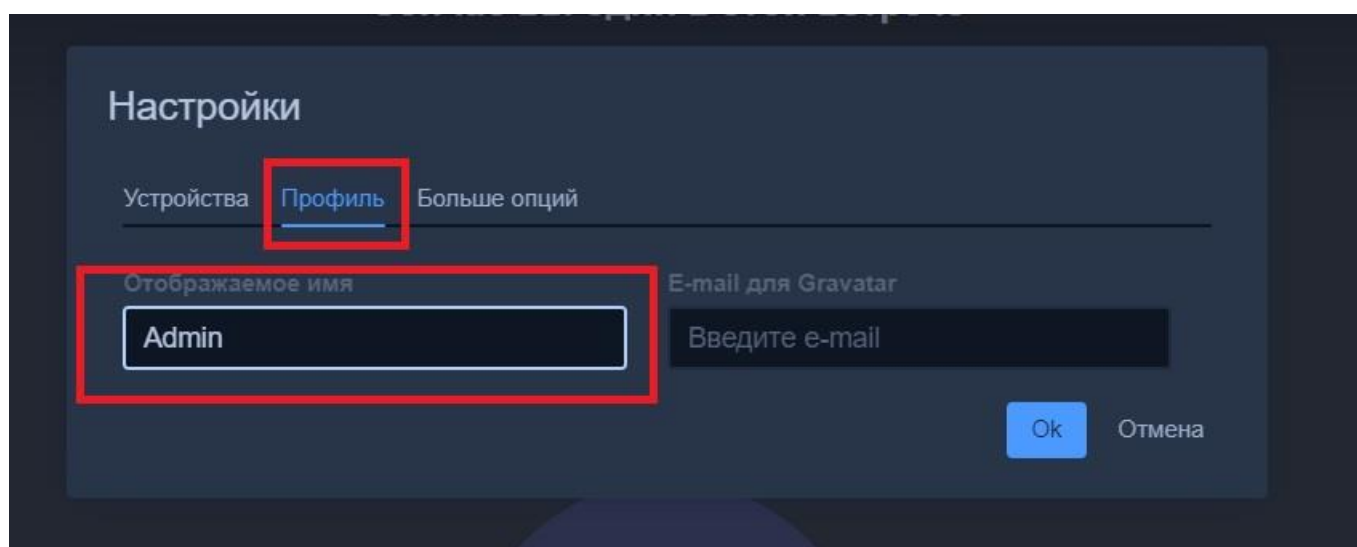 Настройки
Устройства Профиль Больше опций
Отображаемое имя E-mail для Gravatar
Admin Введите e-mail
Ok Отмена